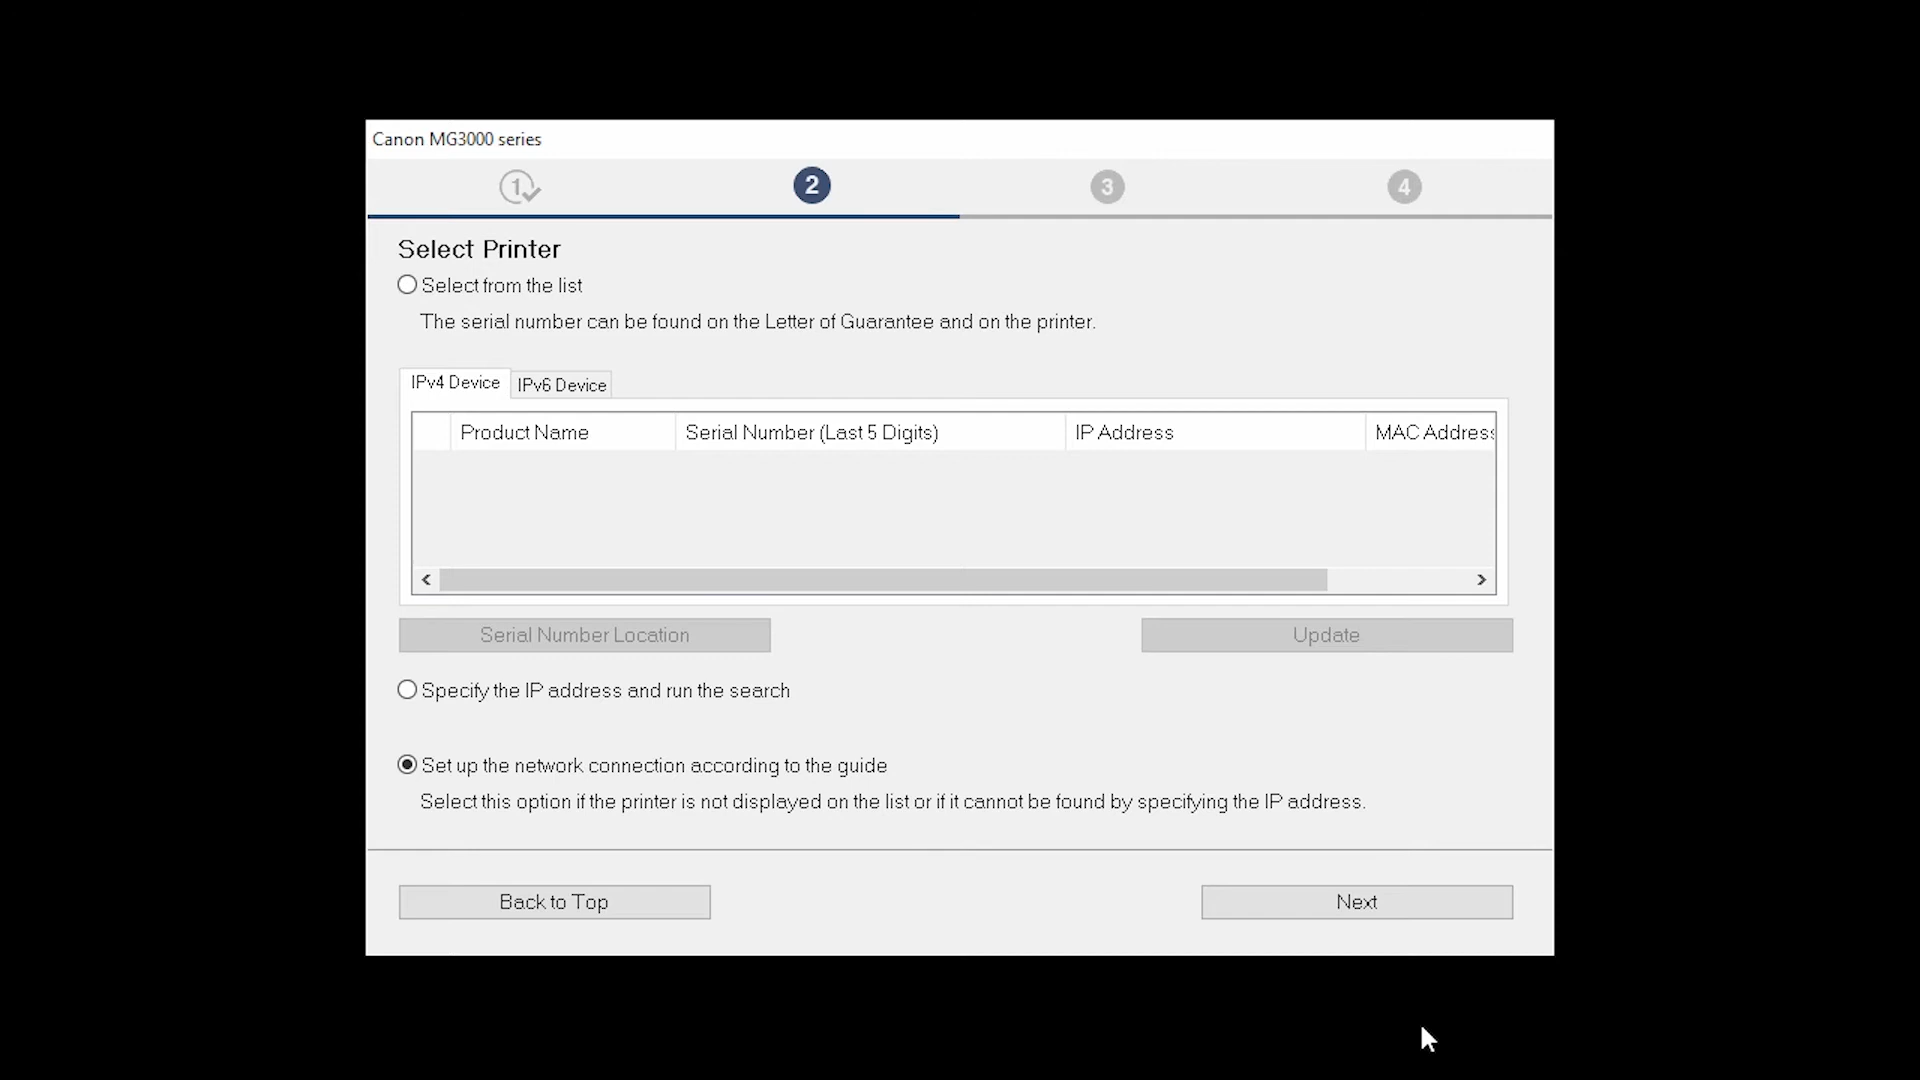 Canon MG3000 series
1 2 3 4
Select Printer
Select from the list
The serial number can be found on the Letter of Guarantee and on the printer.
IPv4 Device IPv6 Device
Product Name Serial Number (Last 5 Digits) IP Address MAC Address
Serial Number Location Update
Specify the IP address and run the search
Set up the network connection according to the guide
Select this option if the printer is not displayed on the list or if it cannot be found by specifying the IP address.
Back to Top Next